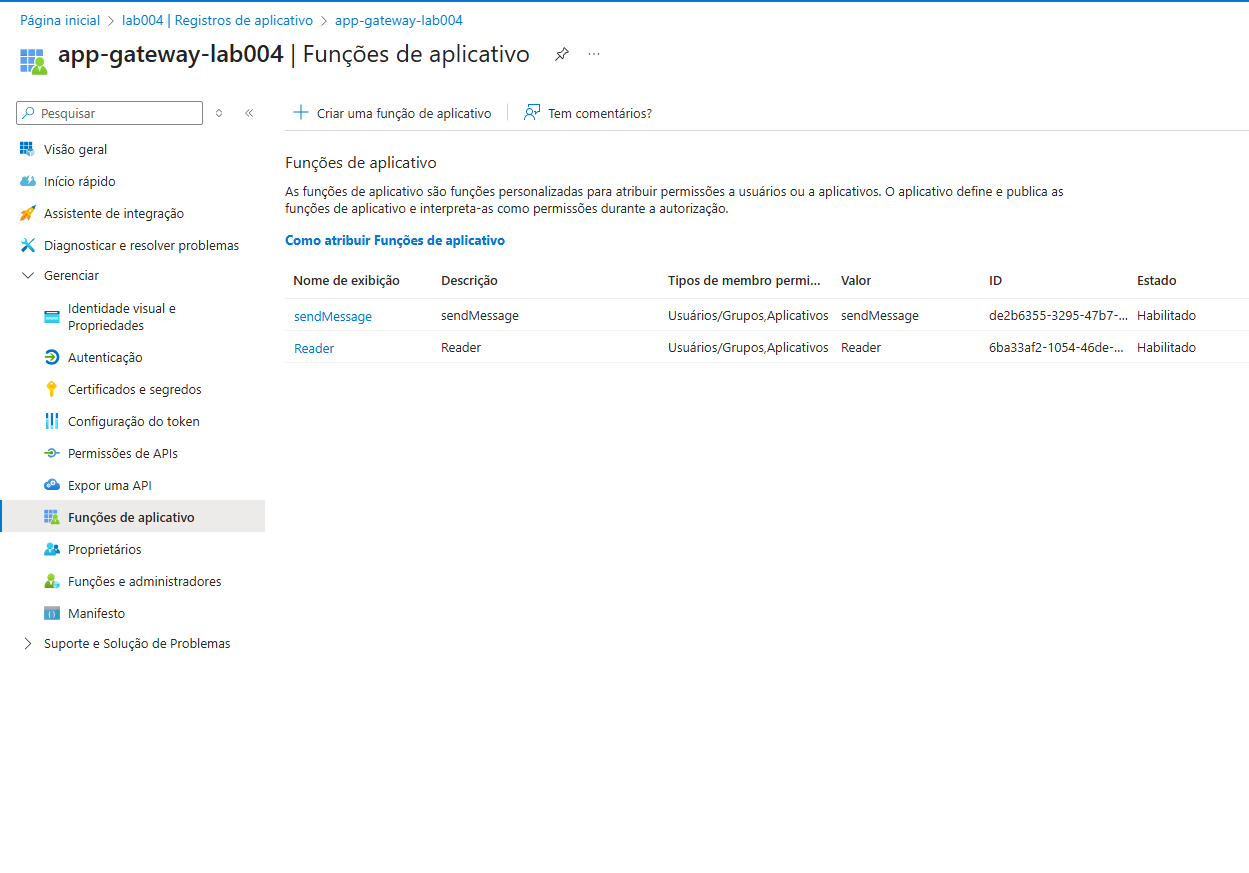 Página inicial > lab004 | Registros de aplicativo > app-gateway-lab004
app-gateway-lab004 | Funções de aplicativo
Pesquisar
Visão geral
Início rápido
Assistente de integração
Diagnosticar e resolver problemas
Gerenciar
Identidade visual e
Propriedades
Autenticação
Certificados e segredos
Configuração do token
Permissões de APIs
Expor uma API
Funções de aplicativo
Proprietários
Funções e administradores
Manifesto
Suporte e Solução de Problemas
Criar uma função de aplicativo | Tem comentários?
Funções de aplicativo
As funções de aplicativo são funções personalizadas para atribuir permissões a usuários ou a aplicativos. O aplicativo define e publica as
funções de aplicativo e interpreta-as como permissões durante a autorização.
Como atribuir Funções de aplicativo
Nome de exibição Descrição Tipos de membro permi... Valor ID Estado
sendMessage sendMessage Usuários/Grupos,Aplicativos sendMessage de2b6355-3295-47b7-... Habilitado
Reader Reader Usuários/Grupos,Aplicativos Reader 6ba33af2-1054-46de-... Habilitado